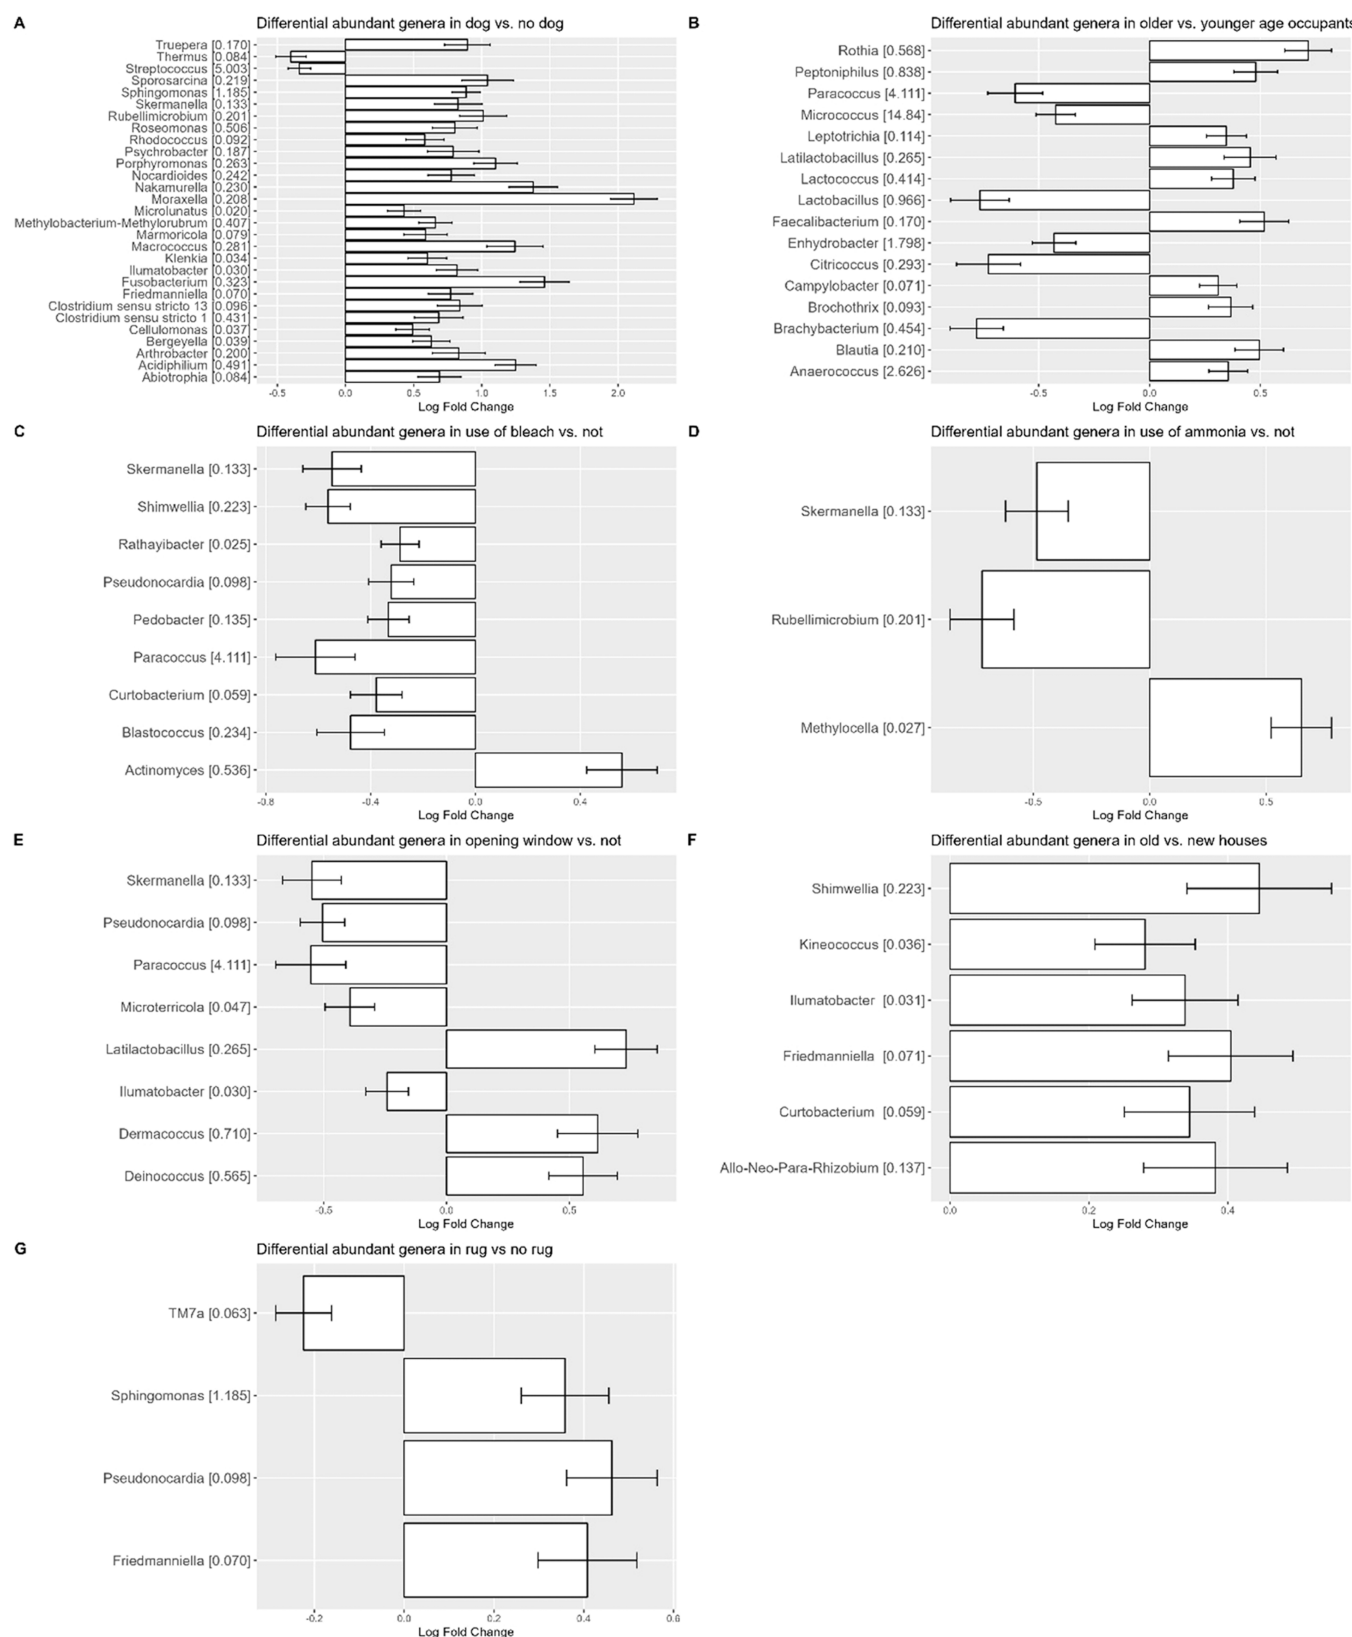 A
Differential abundant genera in dog vs. no dog
Truepera [0.170]
Thermus [0.084]
Streptococcus [5.003]
Sporosarcina [0.219]
Sphingomonas [1.185]
Skermanella [0.133]
Rubellimicrobium [0.201]
Roseomonas [0.506]
Rhodococcus [0.092]
Psychrobacter [0.187]
Porphyromonas [0.263]
Nocardioides [0.242]
Nakamurella [0.230]
Moraxella [0.208]
Microlunatus [0.020]
Methylobacterium-Methylorubrum [0.407]
Marmoricola [0.079]
Macrococcus [0.281]
Klenkia [0.034]
Ilumatobacter [0.030]
Fusobacterium [0.323]
Friedmanniella [0.070]
Clostridium sensu stricto 13 [0.096]
Clostridium sensu stricto 1 [0.431]
Cellulomonas [0.037]
Bergeyella [0.039]
Arthrobacter [0.200]
Acidiphilium [0.491]
Abiotrophia [0.084]
-0.5 0.0 0.5 1.0 1.5 2.0
Log Fold Change
B
Differential abundant genera in older vs. younger age occupants
Rothia [0.568]
Peptoniphilus [0.838]
Paracoccus [4.111]
Micrococcus [14.84]
Leptotrichia [0.114]
Latilactobacillus [0.265]
Lactococcus [0.414]
Lactobacillus [0.966]
Faecalibacterium [0.170]
Enhydrobacter [1.798]
Citricoccus [0.293]
Campylobacter [0.071]
Brochothrix [0.093]
Brachybacterium [0.454]
Blautia [0.210]
Anaerococcus [2.626]
-0.5 0.0 0.5
Log Fold Change
C
Differential abundant genera in use of bleach vs. not
Skermanella [0.133]
Shimwellia [0.223]
Rathayibacter [0.025]
Pseudonocardia [0.098]
Pedobacter [0.135]
Paracoccus [4.111]
Curtobacterium [0.059]
Blastococcus [0.234]
Actinomyces [0.536]
-0.8 -0.4 0.0 0.4
Log Fold Change
D
Differential abundant genera in use of ammonia vs. not
Skermanella [0.133]
Rubellimicrobium [0.201]
Methylocella [0.027]
-0.5 0.0 0.5
Log Fold Change
E
Differential abundant genera in opening window vs. not
Skermanella [0.133]
Pseudonocardia [0.098]
Paracoccus [4.111]
Microterricola [0.047]
Latilactobacillus [0.265]
Ilumatobacter [0.030]
Dermacoccus [0.710]
Deinococcus [0.565]
-0.5 0.0 0.5
Log Fold Change
F
Differential abundant genera in old vs. new houses
Shimwellia [0.223]
Kineococcus [0.036]
Ilumatobacter [0.031]
Friedmanniella [0.071]
Curtobacterium [0.059]
Allo-Neo-Para-Rhizobium [0.137]
0.0 0.2 0.4
Log Fold Change
G
Differential abundant genera in rug vs no rug
TM7a [0.063]
Sphingomonas [1.185]
Pseudonocardia [0.098]
Friedmanniella [0.070]
-0.2 0.0 0.2 0.4 0.6
Log Fold Change